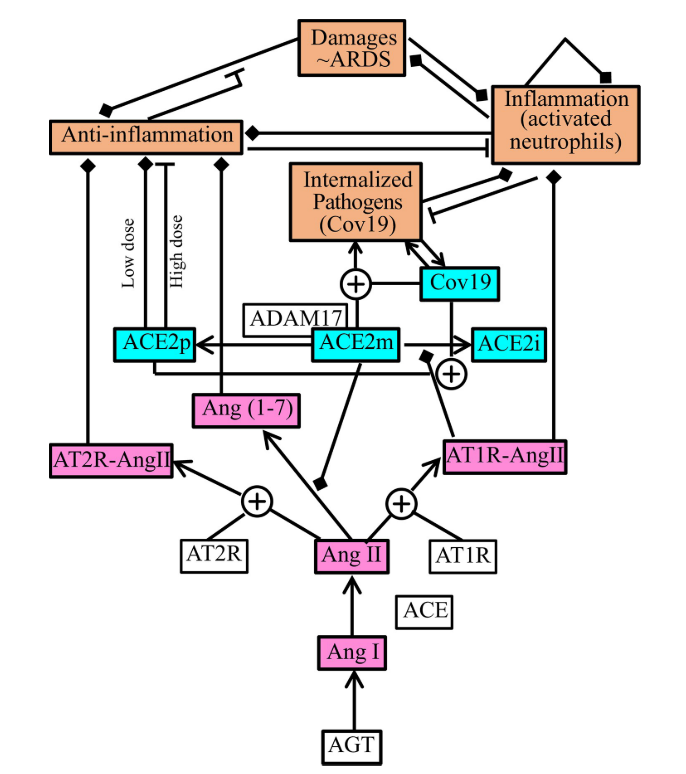 Damages
~ARDS
Inflammation
(activated
neutrophils)
Anti-inflammation
Internalized
Pathogens
(Cov19)
Low dose
High dose
+
Cov19
ADAM17
ACE2p
ACE2m
ACE2i
+
Ang (1-7)
AT2R-AngII
AT1R-AngII
+
+
AT2R
Ang II
AT1R
ACE
Ang I
AGT